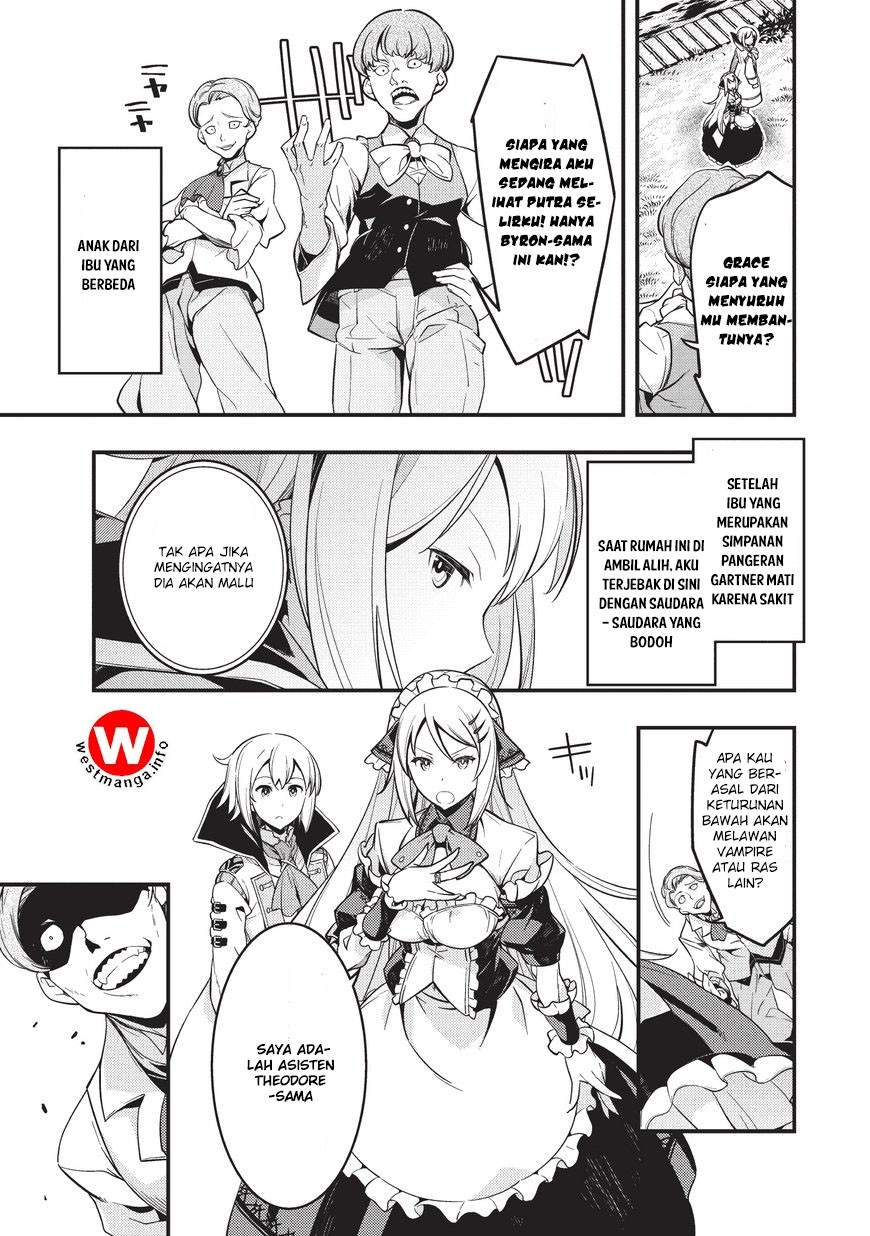 GRACE
SIAPA YANG
MENYURUH
MU MEMBAN-
TUNYA?
SIAPA YANG
MENGIRA AKU
SEDANG MEL-
IHAT PUTRA SE-
LIRKU! HANYA
BYRON-SAMA
INI KAN!?
ニヤ
ニヤ
ANAK DARI
IBU YANG
BERBEDA
SETELAH
IBU YANG
MERUPAKAN
SIMPANAN
PANGERAN
GARTNER MATI
KARENA SAKIT
SAAT RUMAH INI DI
AMBIL ALIH. AKU
TERJEBAK DI SINI
DENGAN SAUDARA
– SAUDARA YANG
BODOH
TAK APA JIKA
MENGINGATNYA
DIA AKAN MALU
APA KAU
YANG BER-
ASAL DARI
KETURUNAN
BAWAH AKAN
MELAWAN
VAMPIRE
ATAU RAS
LAIN?
SAYA ADA-
LAH ASISTEN
THEODORE
-SAMA
W
westmanga.info